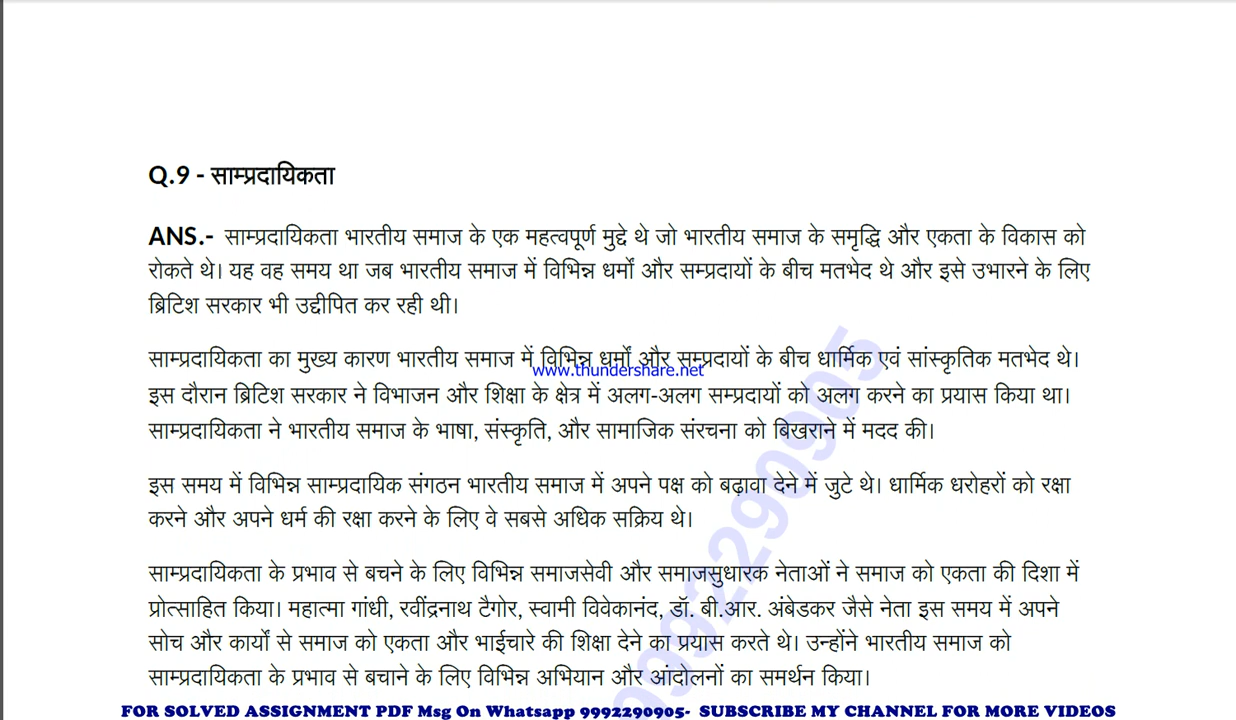 Q.9 - साम्प्रदायिकता
ANS.- साम्प्रदायिकता भारतीय समाज के एक महत्वपूर्ण मुद्दे थे जो भारतीय समाज के समृद्धि और एकता के विकास को
रोकते थे। यह वह समय था जब भारतीय समाज में विभिन्न धर्मों और सम्प्रदायों के बीच मतभेद थे और इसे उभारने के लिए
ब्रिटिश सरकार भी उद्दीपित कर रही थी।
साम्प्रदायिकता का मुख्य कारण भारतीय समाज में विभिन्न धर्मों और सम्प्रदायों के बीच धार्मिक एवं सांस्कृतिक मतभेद थे।
www.thundershare.net
इस दौरान ब्रिटिश सरकार ने विभाजन और शिक्षा के क्षेत्र में अलग-अलग सम्प्रदायों को अलग करने का प्रयास किया था।
साम्प्रदायिकता ने भारतीय समाज के भाषा, संस्कृति, और सामाजिक संरचना को बिखराने में मदद की।
इस समय में विभिन्न साम्प्रदायिक संगठन भारतीय समाज में अपने पक्ष को बढ़ावा देने में जुटे थे। धार्मिक धरोहरों को रक्षा
करने और अपने धर्म की रक्षा करने के लिए वे सबसे अधिक सक्रिय थे।
साम्प्रदायिकता के प्रभाव से बचने के लिए विभिन्न समाजसेवी और समाजसुधारक नेताओं ने समाज को एकता की दिशा में
प्रोत्साहित किया। महात्मा गांधी, रवींद्रनाथ टैगोर, स्वामी विवेकानंद, डॉ. बी.आर. अंबेडकर जैसे नेता इस समय में अपने
सोच और कार्यों से समाज को एकता और भाईचारे की शिक्षा देने का प्रयास करते थे। उन्होंने भारतीय समाज को
साम्प्रदायिकता के प्रभाव से बचाने के लिए विभिन्न अभियान और आंदोलनों का समर्थन किया।
9992290905
FOR SOLVED ASSIGNMENT PDF Msg On Whatsapp 9992290905- SUBSCRIBE MY CHANNEL FOR MORE VIDEOS